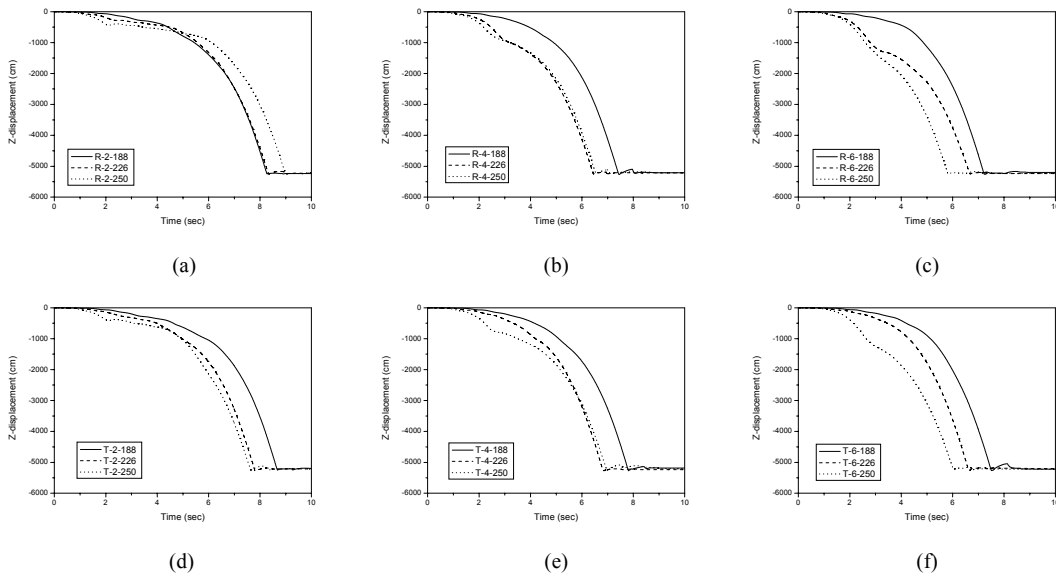 0
-1000
-2000
-3000
-4000
-5000
-6000
Z-displacement (cm)
R-2-188
R-2-226
R-2-250
0 2 4 6 8 10
Time (sec)
(a)
0
-1000
-2000
-3000
-4000
-5000
-6000
Z-displacement (cm)
R-4-188
R-4-226
R-4-250
0 2 4 6 8 10
Time (sec)
(b)
0
-1000
-2000
-3000
-4000
-5000
-6000
Z-displacement (cm)
R-6-188
R-6-226
R-6-250
0 2 4 6 8 10
Time (sec)
(c)
0
-1000
-2000
-3000
-4000
-5000
-6000
Z-displacement (cm)
T-2-188
T-2-226
T-2-250
0 2 4 6 8 10
Time (sec)
(d)
0
-1000
-2000
-3000
-4000
-5000
-6000
Z-displacement (cm)
T-4-188
T-4-226
T-4-250
0 2 4 6 8 10
Time (sec)
(e)
0
-1000
-2000
-3000
-4000
-5000
-6000
Z-displacement (cm)
T-6-188
T-6-226
T-6-250
0 2 4 6 8 10
Time (sec)
(f)